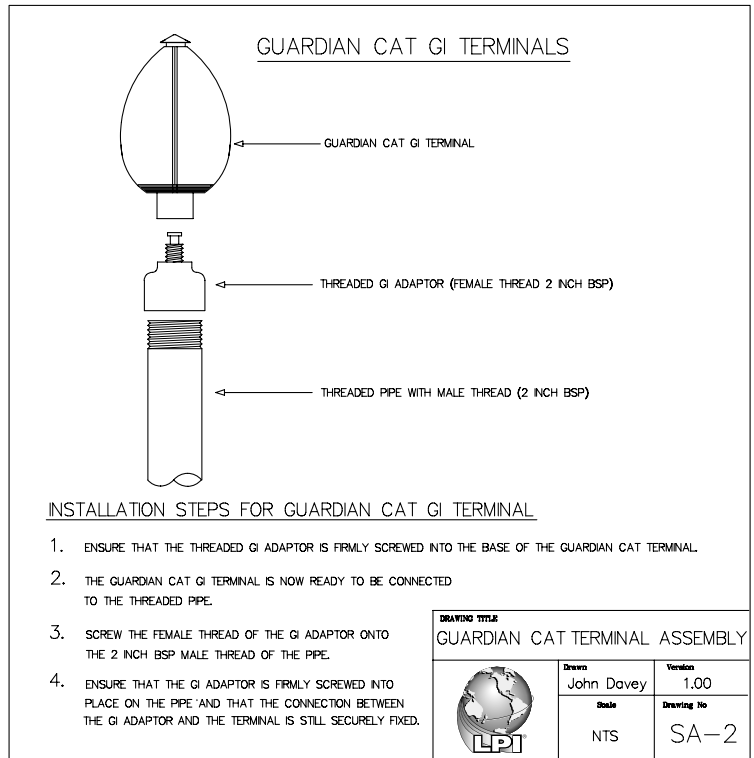 GUARDIAN CAT GI TERMINALS
GUARDIAN CAT GI TERMINAL
THREADED GI ADAPTOR (FEMALE THREAD 2 INCH BSP)
THREADED PIPE WITH MALE THREAD (2 INCH BSP)
INSTALLATION STEPS FOR GUARDIAN CAT GI TERMINAL
1. ENSURE THAT THE THREADED GI ADAPTOR IS FIRMLY SCREWED INTO THE BASE OF THE GUARDIAN CAT TERMINAL.
2. THE GUARDIAN CAT GI TERMINAL IS NOW READY TO BE CONNECTED
TO THE THREADED PIPE.
3. SCREW THE FEMALE THREAD OF THE GI ADAPTOR ONTO
THE 2 INCH BSP MALE THREAD OF THE PIPE.
4. ENSURE THAT THE GI ADAPTOR IS FIRMLY SCREWED INTO
PLACE ON THE PIPE 'AND THAT THE CONNECTION BETWEEN
THE GI ADAPTOR AND THE TERMINAL IS STILL SECURELY FIXED.
DRAWING TITLE
GUARDIAN CAT TERMINAL ASSEMBLY
Drawn
John Davey
Version
1.00
Scale
NTS
Drawing No
SA-2
LPI